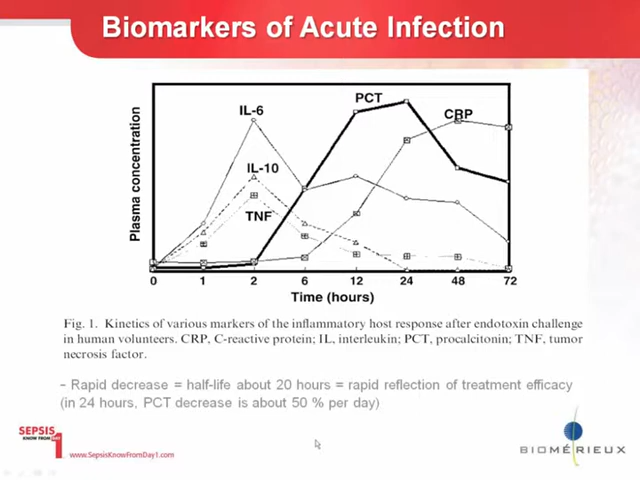 Biomarkers of Acute Infection
PCT
IL-6
CRP
IL-10
TNF
Plasma concentration
0 1 2 6 12 24 48 72
Time (hours)
Fig. 1. Kinetics of various markers of the inflammatory host response after endotoxin challenge
in human volunteers. CRP, C-reactive protein; IL, interleukin; PCT, procalcitonin; TNF, tumor
necrosis factor.
– Rapid decrease = half-life about 20 hours = rapid reflection of treatment efficacy
(in 24 hours, PCT decrease is about 50 % per day)
SEPSIS
KNOW FROM DAY
1
www.SepsisKnowFromDay1.com
BIOMÉRIEUX